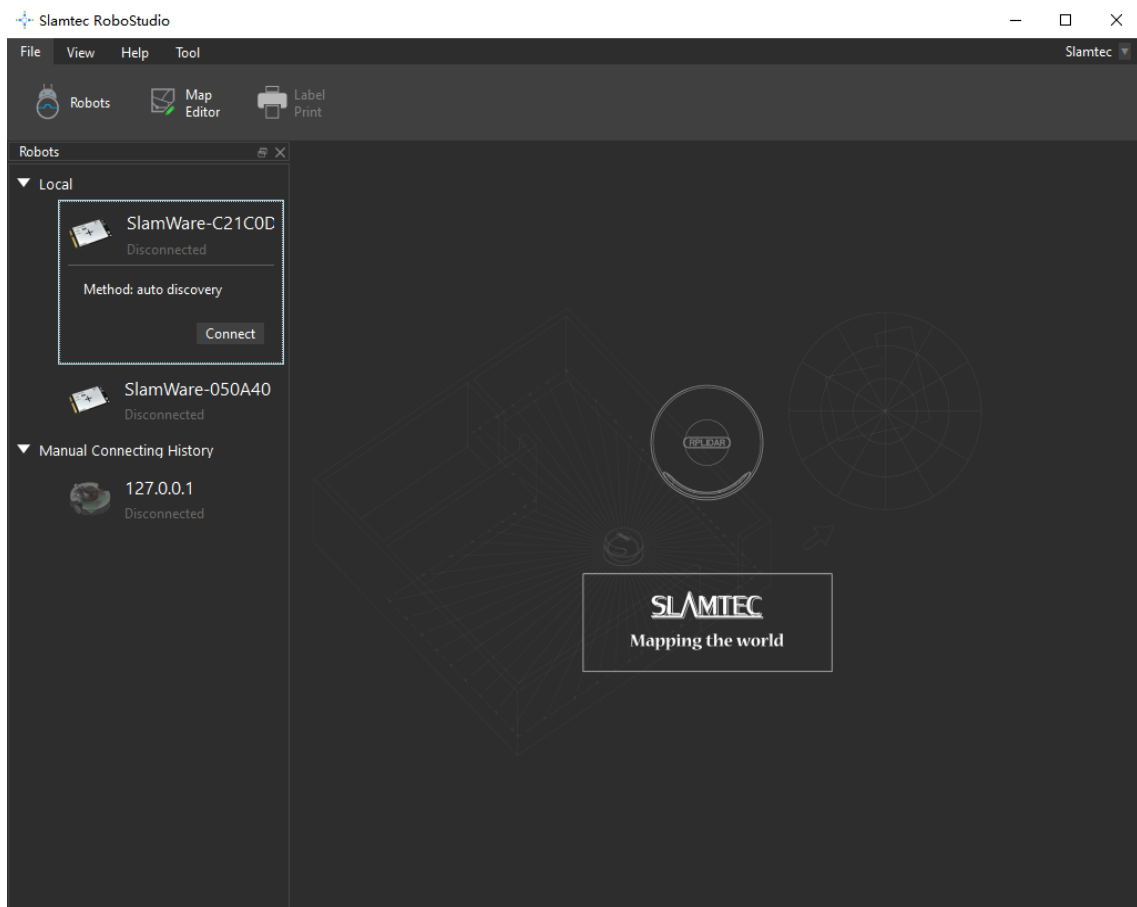 Slamtec RoboStudio
File View Help Tool Slamtec
Robots
Map
Editor
Label
Print
Robots
Local
SlamWare-C21C0D
Disconnected
Method: auto discovery
Connect
SlamWare-050A40
Disconnected
Manual Connecting History
127.0.0.1
Disconnected
RPLIDAR
SLAMTEC
Mapping the world